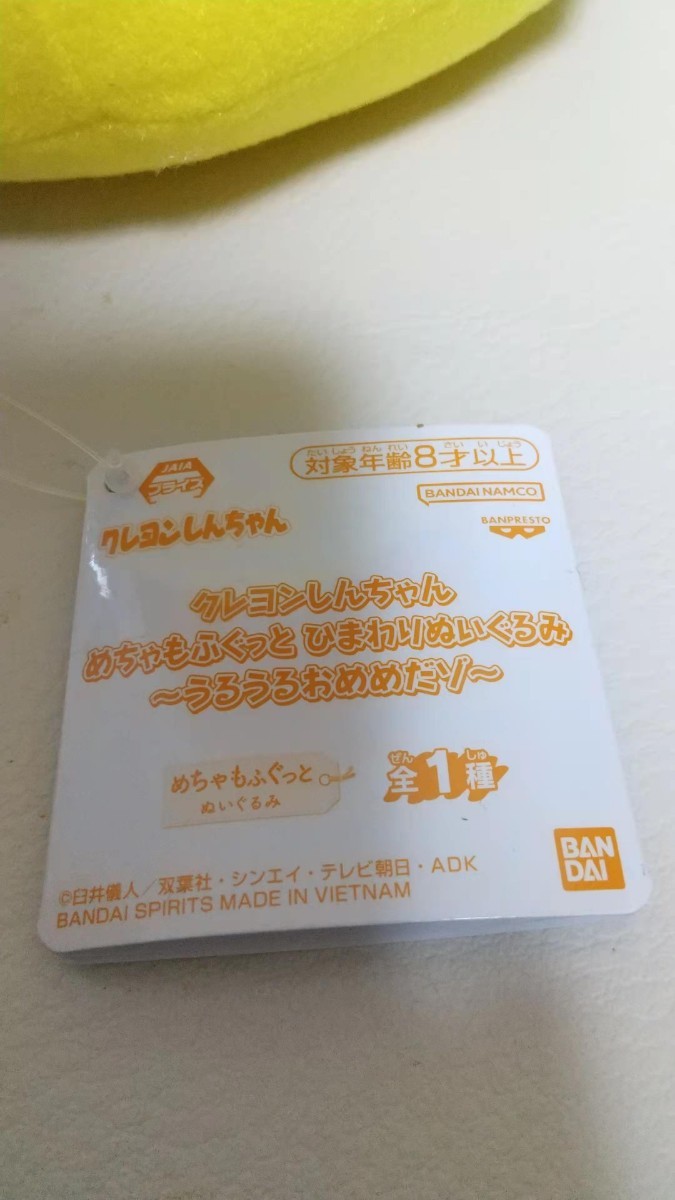 JAIA
プライズ
たいしょうねんれい さいいじょう
対象年齢8才以上
BANDAI NAMCO
クレヨンしんちゃん
BANPRESTO
クレヨンしんちゃん
めちゃもふぐっと ひまわりぬいぐるみ
～うるうるおめめだゾ～
めちゃもふぐっと
ぬいぐるみ
ぜん しゅ
全1種
BAN
DAI
©臼井儀人／双葉社・シンエイ・テレビ朝日・ADK
BANDAI SPIRITS MADE IN VIETNAM